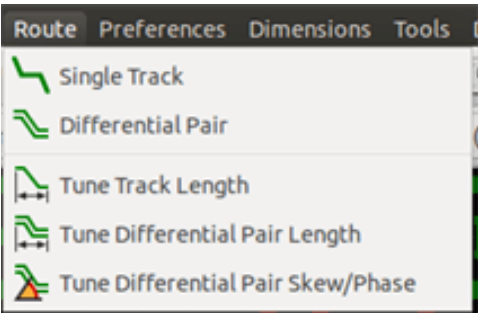 Route Preferences Dimensions Tools
Single Track
Differential Pair
Tune Track Length
Tune Differential Pair Length
Tune Differential Pair Skew/Phase